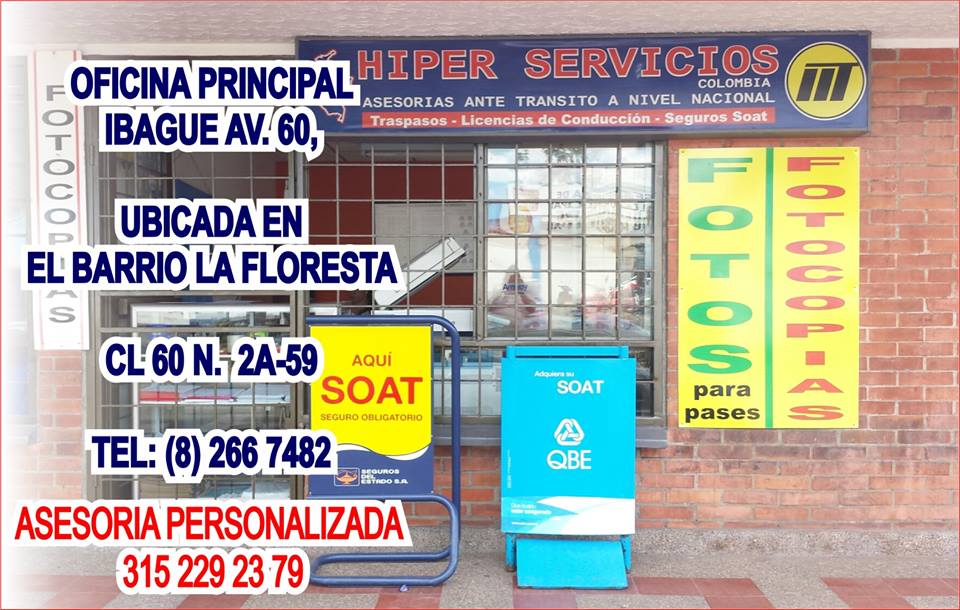 HIPER SERVICIOS
COLOMBIA
ASESORIAS ANTE TRANSITO A NIVEL NACIONAL
Traspasos - Licencias de Conducción - Seguros Soat
OFICINA PRINCIPAL
IBAGUE AV. 60,
UBICADA EN
EL BARRIO LA FLORESTA
CL 60 N. 2A-59
TEL: (8) 266 7482
ASESORIA PERSONALIZADA
315 229 23 79
FOTOCOPIAS
AQUÍ
SOAT
SEGURO OBLIGATORIO
SEGUROS
DEL
ESTADO S.A.
Adquiera su
SOAT
QBE
FOTOS
para
pases
FOTOCOPIAS